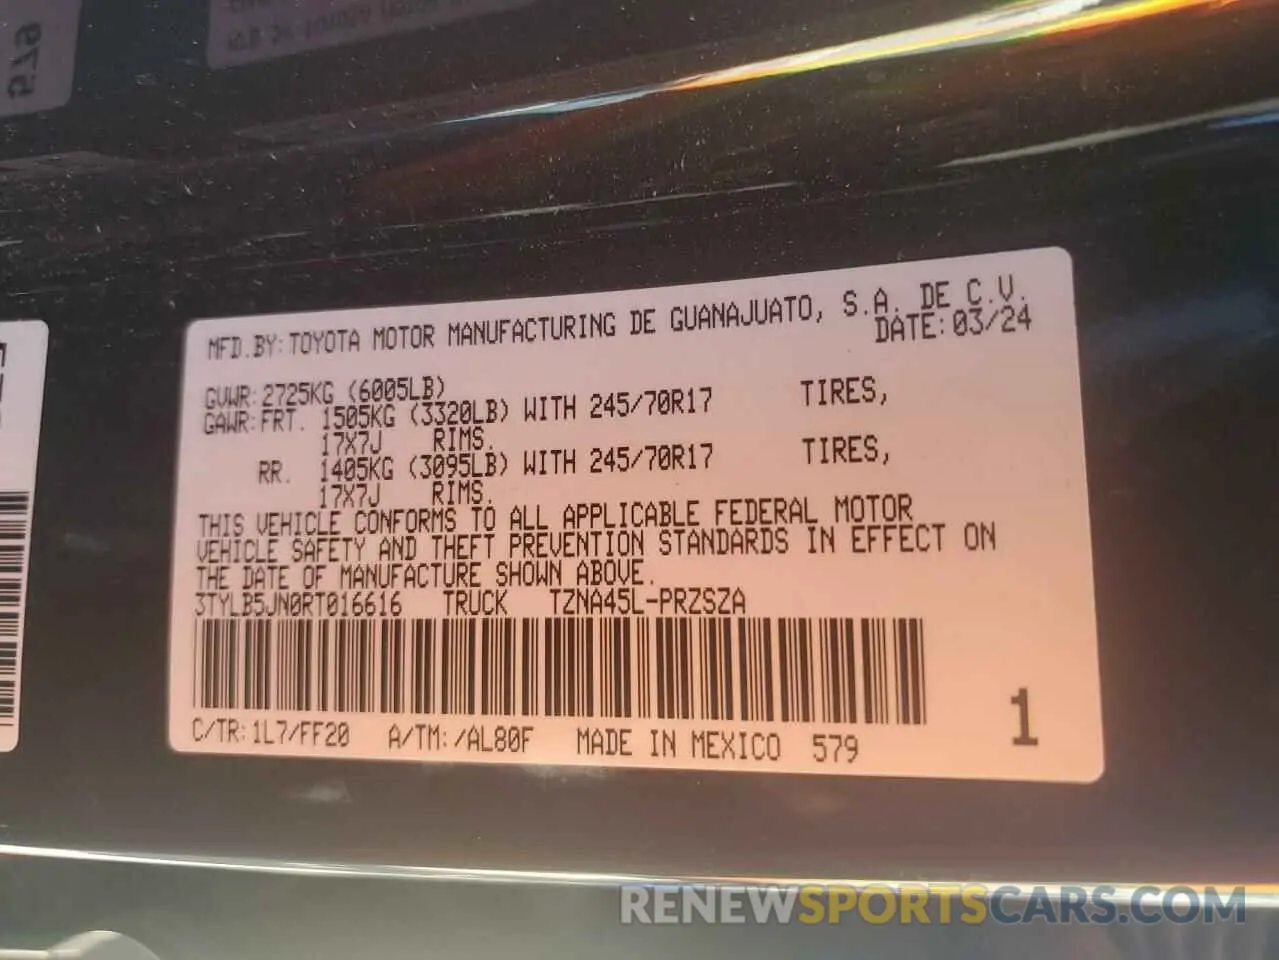 MFD.BY:TOYOTA MOTOR MANUFACTURING DE GUANAJUATO, S.A. DE C.V.
DATE:03/24
GVWR:2725KG (6005LB)
GAWR:FRT. 1505KG (3320LB) WITH 245/70R17 TIRES,
17X7J RIMS.
RR. 1405KG (3095LB) WITH 245/70R17 TIRES,
17X7J RIMS.
THIS VEHICLE CONFORMS TO ALL APPLICABLE FEDERAL MOTOR
VEHICLE SAFETY AND THEFT PREVENTION STANDARDS IN EFFECT ON
THE DATE OF MANUFACTURE SHOWN ABOVE.
3TYLB5JN0RT016616 TRUCK TZNA45L-PRZSZA
C/TR:1L7/FF20 A/TM:/AL80F MADE IN MEXICO 579
1
RENEWSPORTSCARS.COM